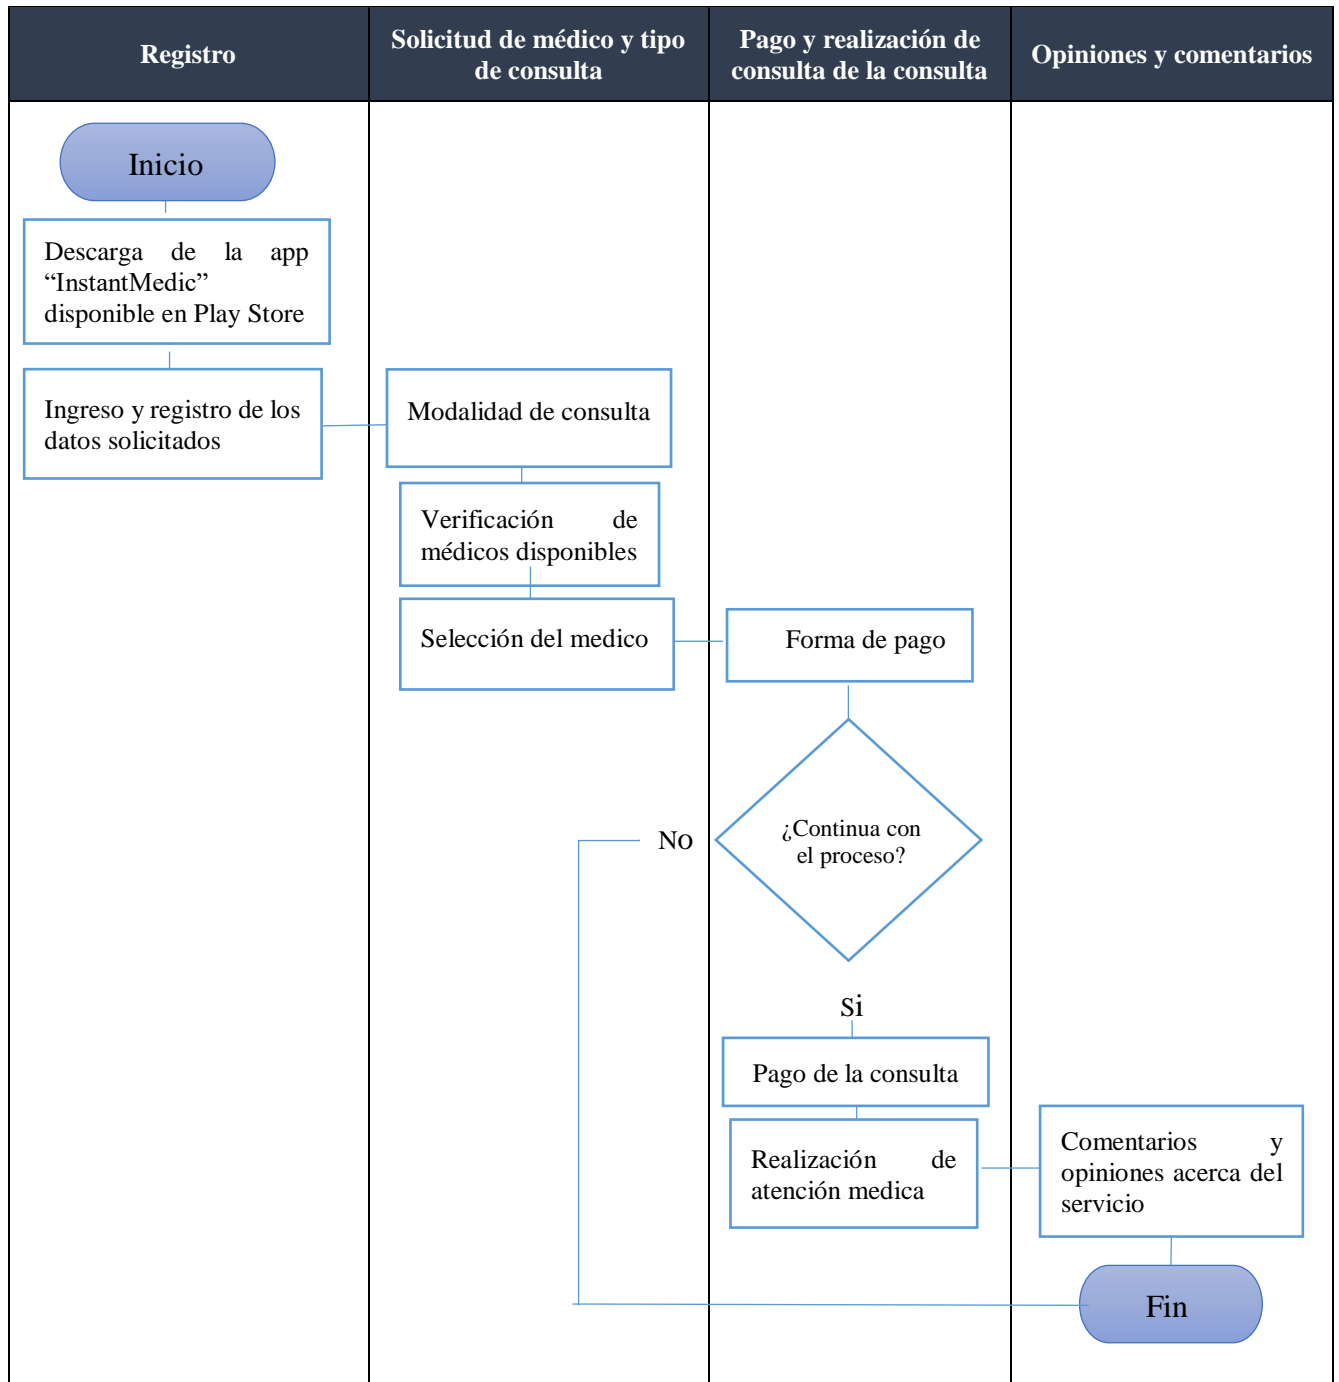 Registro
Solicitud de médico y tipo
de consulta
Pago y realización de
consulta de la consulta
Opiniones y comentarios
Inicio
Descarga de la app
“InstantMedic”
disponible en Play Store
Ingreso y registro de los
datos solicitados
Modalidad de consulta
Verificación de
médicos disponibles
Selección del medico
Forma de pago
¿Continua con
el proceso?
No
Si
Pago de la consulta
Realización de
atención medica
Comentarios y
opiniones acerca del
servicio
Fin